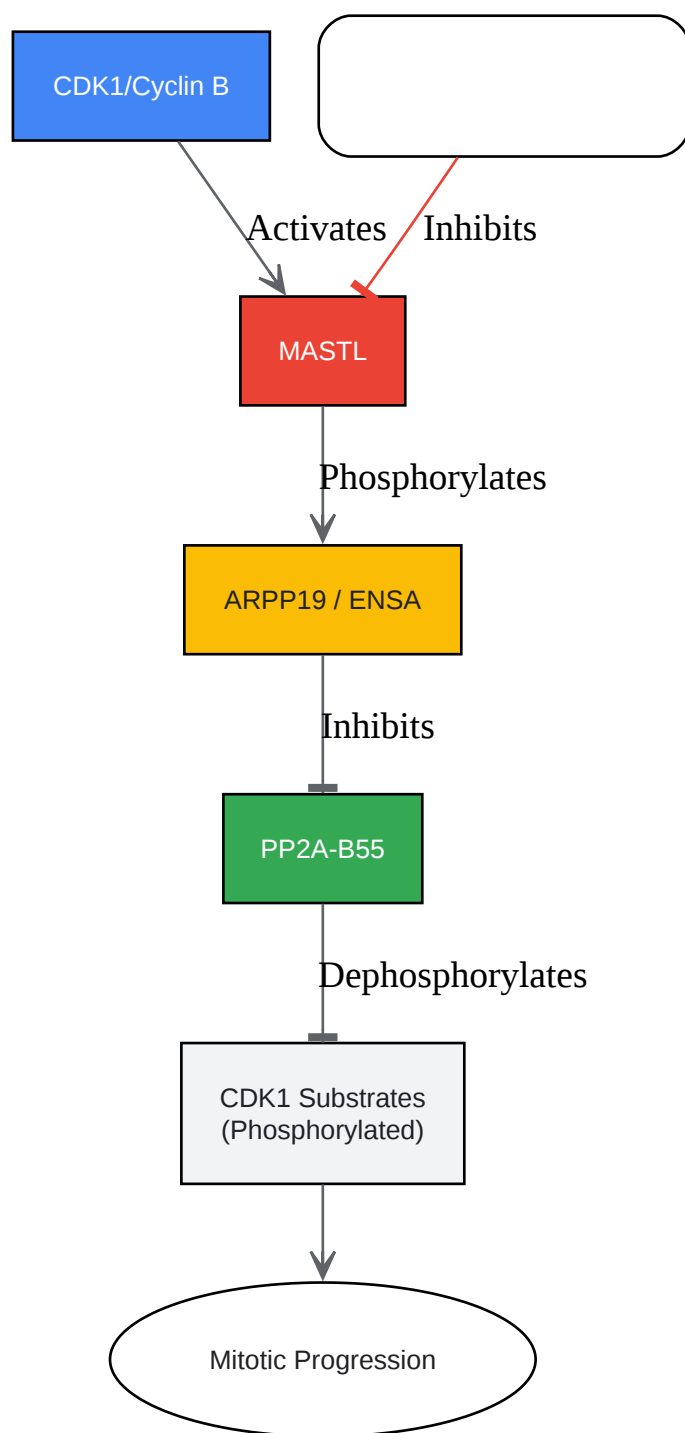 CDK1/Cyclin B
Activates
Inhibits
MASTL
Phosphorylates
ARPP19 / ENSA
Inhibits
PP2A-B55
Dephosphorylates
CDK1 Substrates
(Phosphorylated)
Mitotic Progression